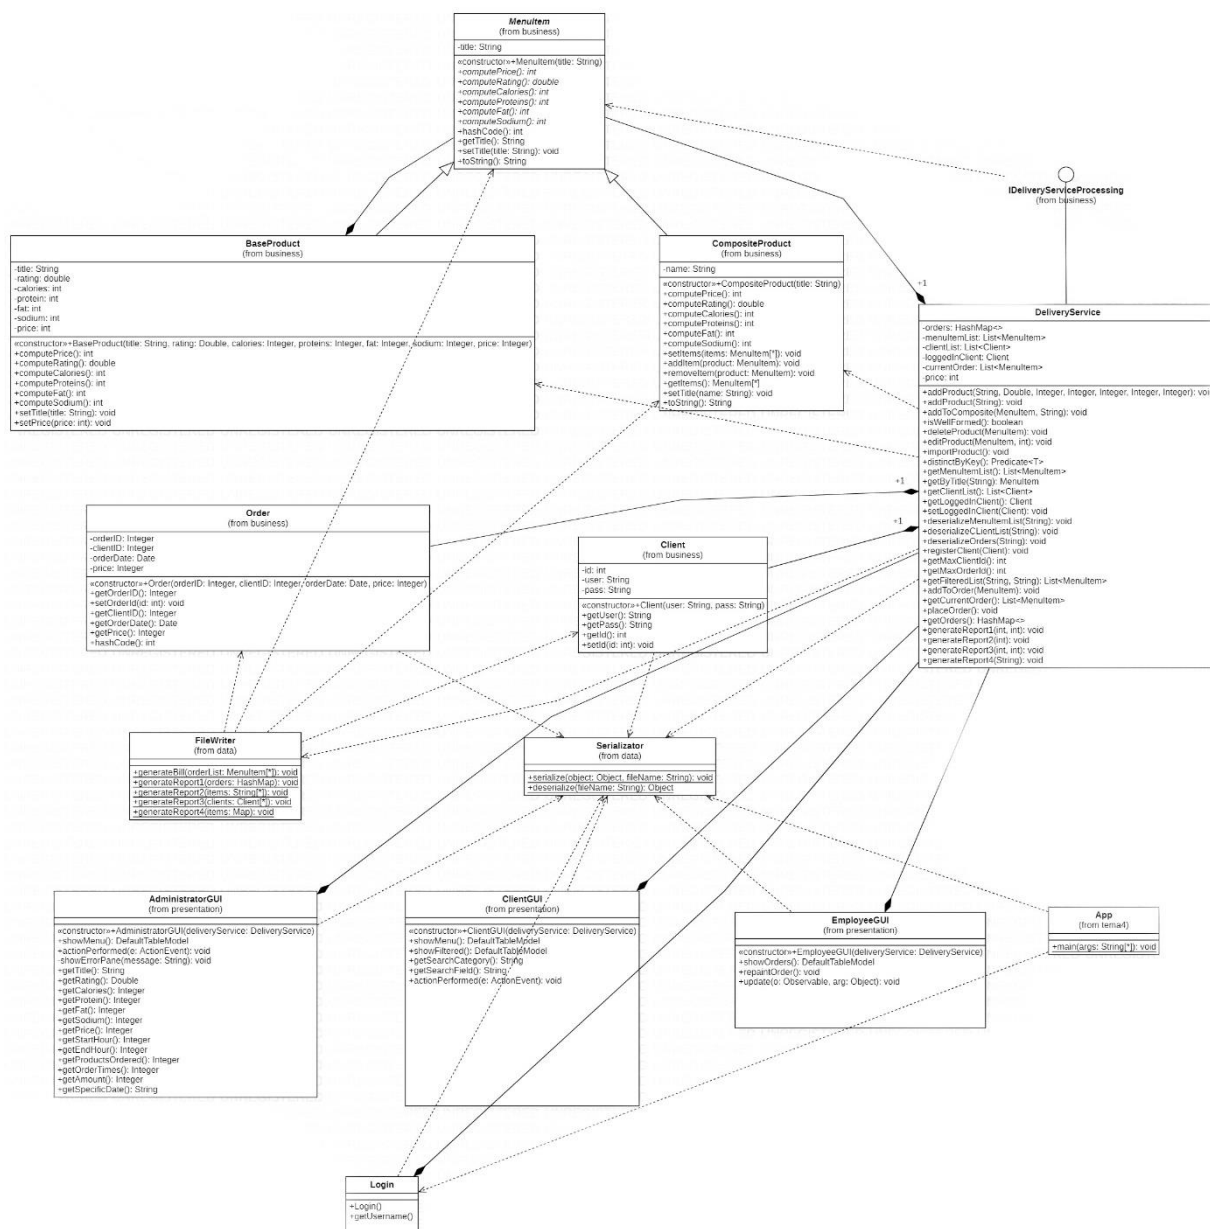 MenuItem
(from business)
-title: String
«constructor»+MenuItem(title: String)
+computePrice(): int
+computeRating(): double
+computeCalories(): int
+computeProteins(): int
+computeFat(): int
+computeSodium(): int
+hashCode(): int
+getTitle(): String
+setTitle(title: String): void
+toString(): String
IDeliveryServiceProcessing
(from business)
BaseProduct
(from business)
-title: String
-rating: double
-calories: int
-protein: int
-fat: int
-sodium: int
-price: int
«constructor»+BaseProduct(title: String, rating: Double, calories: Integer, proteins: Integer, fat: Integer, sodium: Integer, price: Integer)
+computePrice(): int
+computeRating(): double
+computeCalories(): int
+computeProteins(): int
+computeFat(): int
+computeSodium(): int
+setTitle(title: String): void
+setPrice(price: int): void
CompositeProduct
(from business)
-name: String
«constructor»+CompositeProduct(title: String)
+computePrice(): int
+computeRating(): double
+computeCalories(): int
+computeProteins(): int
+computeFat(): int
+computeSodium(): int
+setItems(items: MenuItem[*]): void
+addItem(product: MenuItem): void
+removeItem(product: MenuItem): void
+getItems(): MenuItem[*]
+setTitle(name: String): void
+toString(): String
+1
DeliveryService
-orders: HashMap<>
-menuitemList: List<MenuItem>
-clientList: List<Client>
-loggedInClient: Client
-currentOrder: List<MenuItem>
-price: int
+addProduct(String, Double, Integer, Integer, Integer, Integer, Integer): void
+addProduct(String): void
+addToComposite(MenuItem, String): void
+isWellFormed(): boolean
+deleteProduct(MenuItem): void
+editProduct(MenuItem, int): void
+importProduct(): void
+distinctByKey(): Predicate<T>
+getMenuItemList(): List<MenuItem>
+getByTitle(String): MenuItem
+getClientList(): List<Client>
+getLoggedInClient(): Client
+setLoggedInClient(Client): void
+deserializeMenuItemList(String): void
+deserializeCLientList(String): void
+deserializeOrders(String): void
+registerClient(Client): void
+getMaxClientId(): int
+getMaxOrderId(): int
+getFilteredList(String, String): List<MenuItem>
+addToOrder(MenuItem): void
+getCurrentOrder(): List<MenuItem>
+placeOrder(): void
+getOrders(): HashMap<>
+generateReport1(int, int): void
+generateReport2(int): void
+generateReport3(int, int): void
+generateReport4(String): void
+1
+1
Order
(from business)
-orderID: Integer
-clientID: Integer
-orderDate: Date
-price: Integer
«constructor»+Order(orderID: Integer, clientID: Integer, orderDate: Date, price: Integer)
+getOrderID(): Integer
+setOrderId(id: int): void
+getClientID(): Integer
+getOrderDate(): Date
+getPrice(): Integer
+hashCode(): int
Client
(from business)
-id: int
-user: String
-pass: String
«constructor»+Client(user: String, pass: String)
+getUser(): String
+getPass(): String
+getId(): int
+setId(id: int): void
FileWriter
(from data)
+generateBill(orderList: MenuItem[*]): void
+generateReport1(orders: HashMap): void
+generateReport2(items: String[*]): void
+generateReport3(clients: Client[*]): void
+generateReport4(items: Map): void
Serializator
(from data)
+serialize(object: Object, fileName: String): void
+deserialize(fileName: String): Object
AdministratorGUI
(from presentation)
«constructor»+AdministratorGUI(deliveryService: DeliveryService)
+showMenu(): DefaultTableModel
+actionPerformed(e: ActionEvent): void
-showErrorPane(message: String): void
+getTitle(): String
+getRating(): Double
+getCalories(): Integer
+getProtein(): Integer
+getFat(): Integer
+getSodium(): Integer
+getPrice(): Integer
+getStartHour(): Integer
+getEndHour(): Integer
+getProductsOrdered(): Integer
+getOrderTimes(): Integer
+getAmount(): Integer
+getSpecificDate(): String
ClientGUI
(from presentation)
«constructor»+ClientGUI(deliveryService: DeliveryService)
+showMenu(): DefaultTableModel
+showFiltered(): DefaultTableModel
+getSearchCategory(): String
+getSearchField(): String
+actionPerformed(e: ActionEvent): void
EmployeeGUI
(from presentation)
«constructor»+EmployeeGUI(deliveryService: DeliveryService)
+showOrders(): DefaultTableModel
+repaintOrder(): void
+update(o: Observable, arg: Object): void
App
(from tema4)
+main(args: String[*]): void
Login
+Login()
+getUsername()